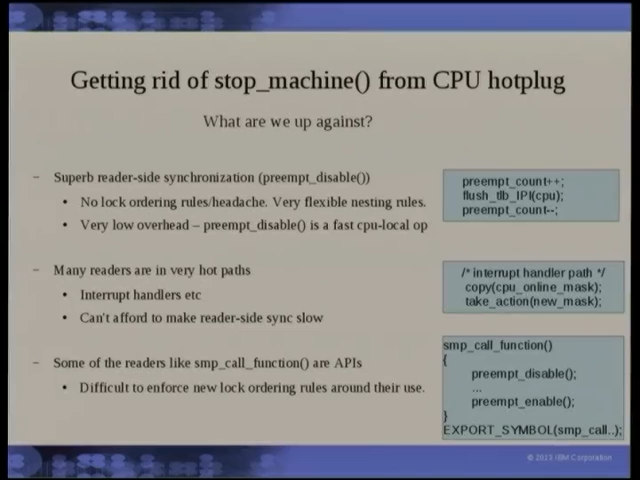 Getting rid of stop_machine() from CPU hotplug
What are we up against?
– Superb reader-side synchronization (preempt_disable())
• No lock ordering rules/headache. Very flexible nesting rules.
• Very low overhead – preempt_disable() is a fast cpu-local op
preempt_count++;
flush_tlb_IPI(cpu);
preempt_count--;
– Many readers are in very hot paths
• Interrupt handlers etc
• Can't afford to make reader-side sync slow
/* interrupt handler path */
copy(cpu_online_mask);
take_action(new_mask);
– Some of the readers like smp_call_function() are APIs
• Difficult to enforce new lock ordering rules around their use.
smp_call_function()
{
preempt_disable();
...
preempt_enable();
}
EXPORT_SYMBOL(smp_call..);
© 2013 IBM Corporation